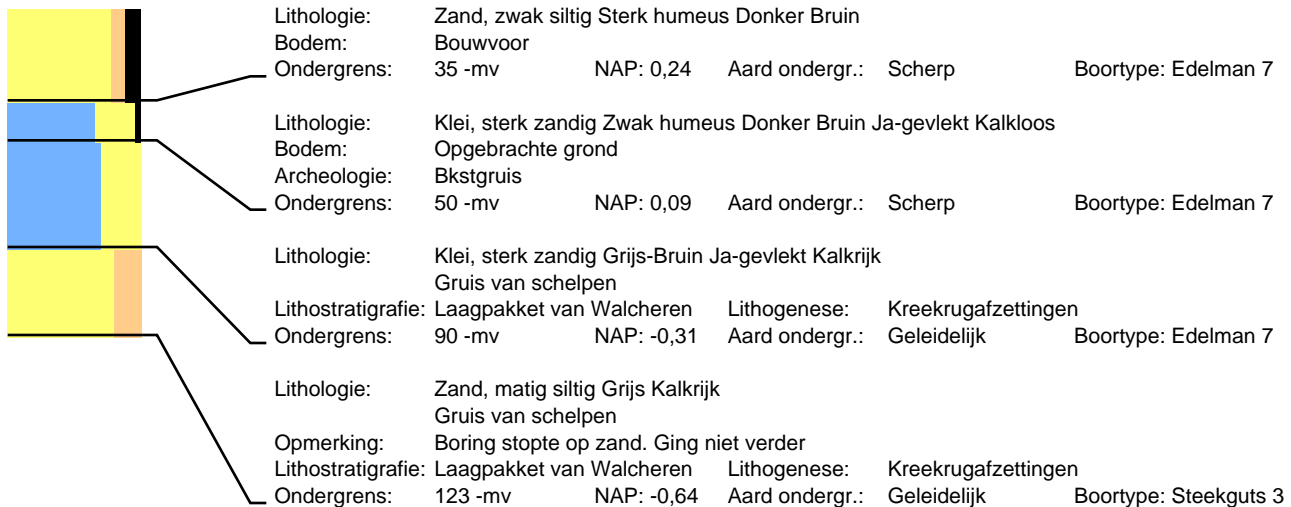 Lithologie: Zand, zwak siltig Sterk humeus Donker Bruin
Bodem: Bouwvoor
Ondergrens: 35 -mv NAP: 0,24 Aard ondergr.: Scherp Boortype: Edelman 7
Lithologie: Klei, sterk zandig Zwak humeus Donker Bruin Ja-gevlekt Kalkloos
Bodem: Opgebrachte grond
Archeologie: Bkstgruis
Ondergrens: 50 -mv NAP: 0,09 Aard ondergr.: Scherp Boortype: Edelman 7
Lithologie: Klei, sterk zandig Grijs-Bruin Ja-gevlekt Kalkrijk
Gruis van schelpen
Lithostratigrafie: Laagpakket van Walcheren Lithogenese: Kreekrugafzettingen
Ondergrens: 90 -mv NAP: -0,31 Aard ondergr.: Geleidelijk Boortype: Edelman 7
Lithologie: Zand, matig siltig Grijs Kalkrijk
Gruis van schelpen
Opmerking: Boring stopte op zand. Ging niet verder
Lithostratigrafie: Laagpakket van Walcheren Lithogenese: Kreekrugafzettingen
Ondergrens: 123 -mv NAP: -0,64 Aard ondergr.: Geleidelijk Boortype: Steekguts 3